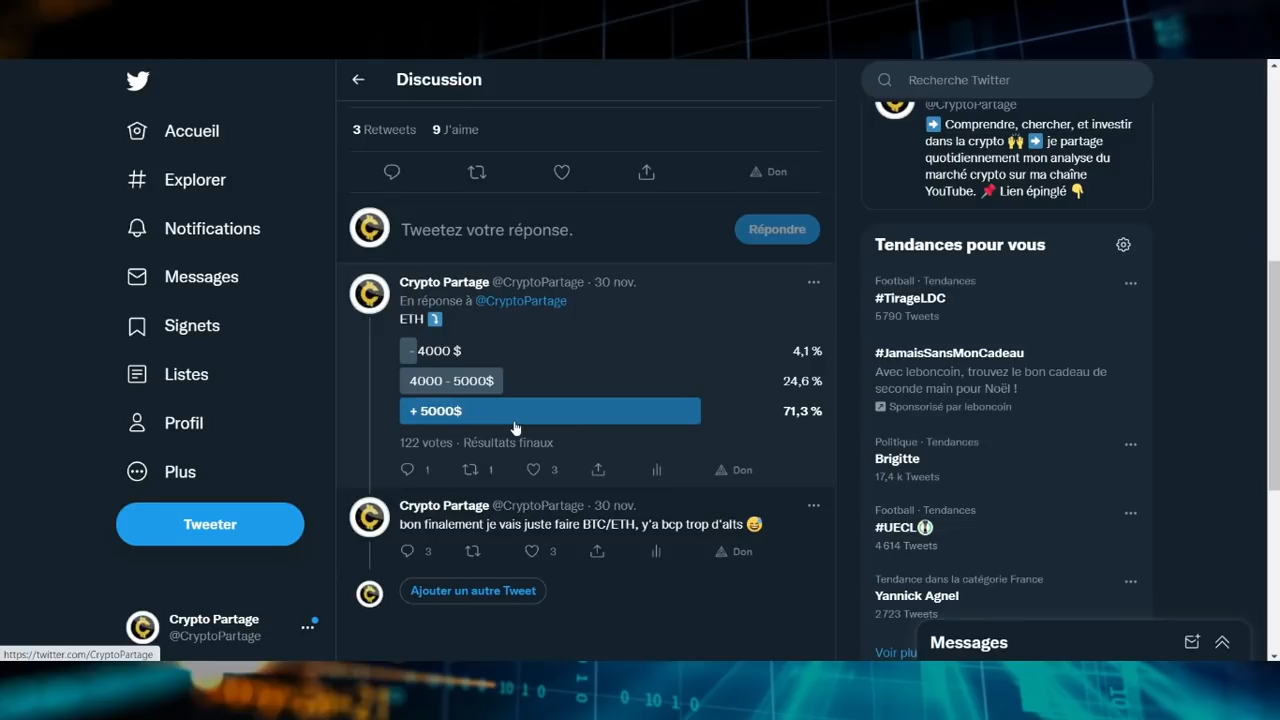 Discussion
Recherche Twitter
Accueil
Explorer
Notifications
Messages
Signets
Listes
Profil
Plus
Tweeter
Crypto Partage
@CryptoPartage
https://twitter.com/CryptoPartage
3 Retweets 9 J'aime
Don
Tweetez votre réponse.
Répondre
Crypto Partage @CryptoPartage · 30 nov.
En réponse à @CryptoPartage
ETH
- 4000 $ 4,1 %
4000 - 5000$ 24,6 %
+ 5000$ 71,3 %
122 votes · Résultats finaux
1 1 3 Don
Crypto Partage @CryptoPartage · 30 nov.
bon finalement je vais juste faire BTC/ETH, y'a bcp trop d'alts 😅
3 3 Don
Ajouter un autre Tweet
@CryptoPartage
➡️ Comprendre, chercher, et investir
dans la crypto 🙌 ➡️ je partage
quotidiennement mon analyse du
marché crypto sur ma chaîne
YouTube. 📌 Lien épinglé 👇
Tendances pour vous
Football · Tendances
#TirageLDC
5 790 Tweets
#JamaisSansMonCadeau
Avec leboncoin, trouvez le bon cadeau de
seconde main pour Noël !
Sponsorisé par leboncoin
Politique · Tendances
Brigitte
17,4 k Tweets
Football · Tendances
#UECL
4 614 Tweets
Tendance dans la catégorie France
Yannick Agnel
2 723 Tweets
Voir plu
Messages